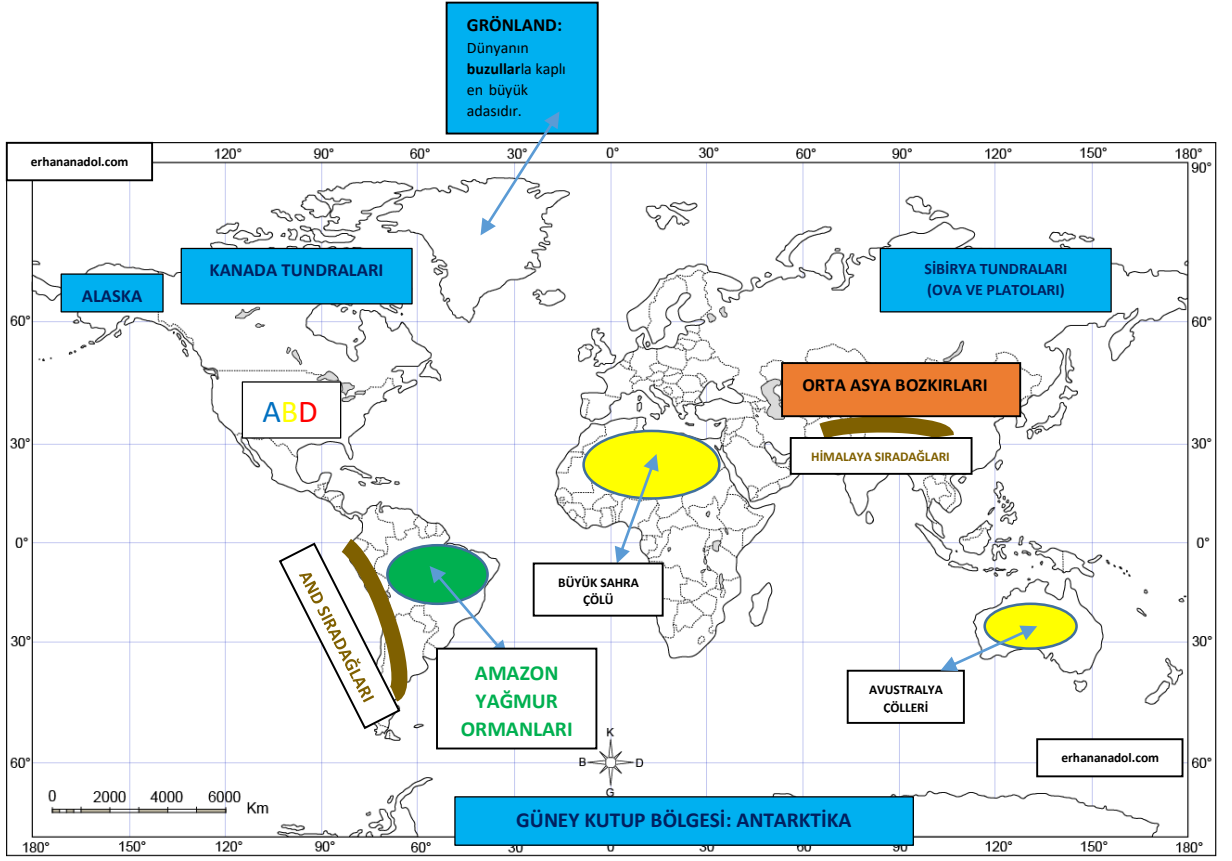 GRÖNLAND:
Dünyanın
buzullarla kaplı
en büyük
adasıdır.
erhananadol.com
120° 90° 60° 30° 0° 30° 60° 90° 120° 150° 180°
90°
KANADA TUNDRALARI
SİBİRYA TUNDRALARI
(OVA VE PLATOLARI)
ALASKA
60° 60°
ORTA ASYA BOZKIRLARI
ABD
30° 30°
HİMALAYA SIRADAĞLARI
0° 0°
BÜYÜK SAHRA
ÇÖLÜ
AND SIRADAĞLARI
30° 30°
AMAZON
YAĞMUR
ORMANLARI
AVUSTRALYA
ÇÖLLERİ
K
B D
G
erhananadol.com
60° 60°
0 2000 4000 6000 Km
GÜNEY KUTUP BÖLGESİ: ANTARKTİKA
180° 150° 120° 90° 60° 30° 0° 30° 60° 90° 120° 150° 180°